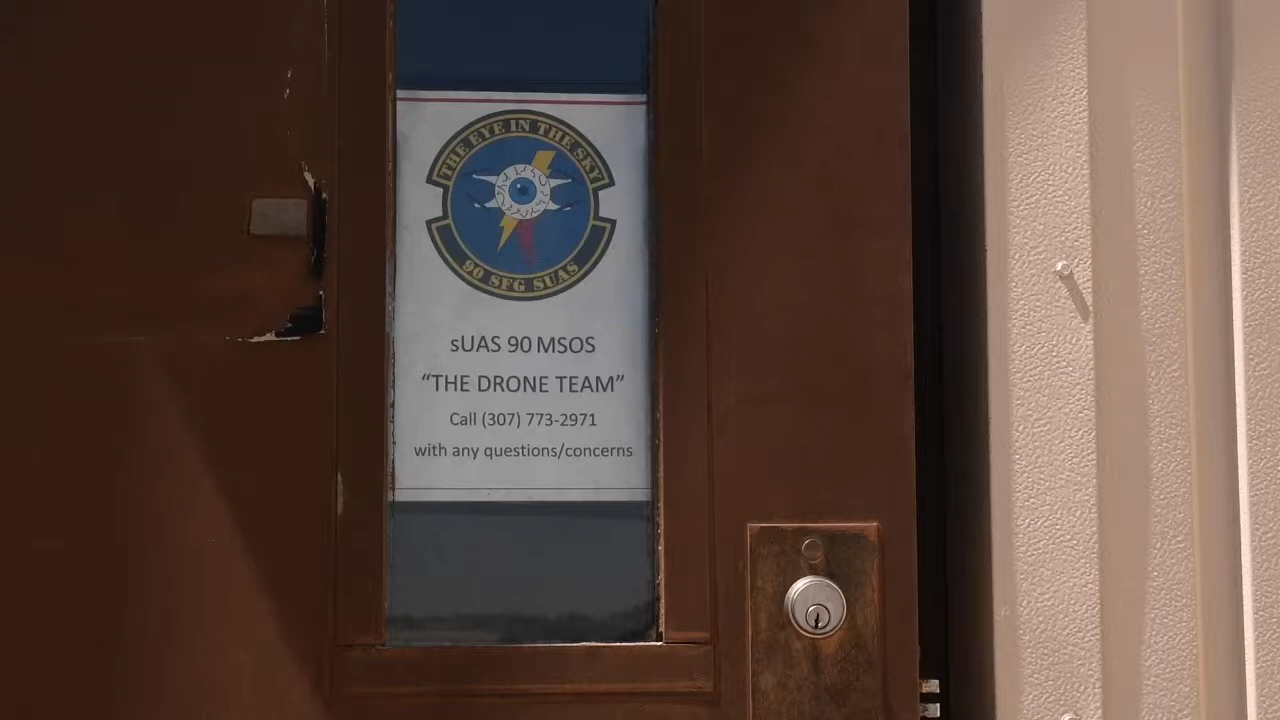 THE EYE IN THE SKY
90 SFG SUAS
sUAS 90 MSOS
“THE DRONE TEAM”
Call (307) 773-2971
with any questions/concerns